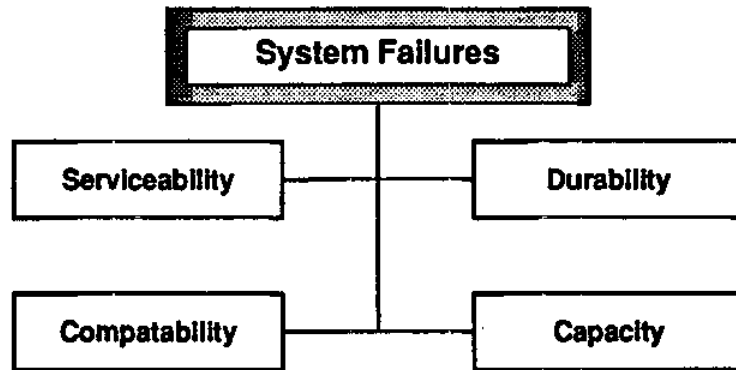 System Failures
Serviceability
Durability
Compatability
Capacity